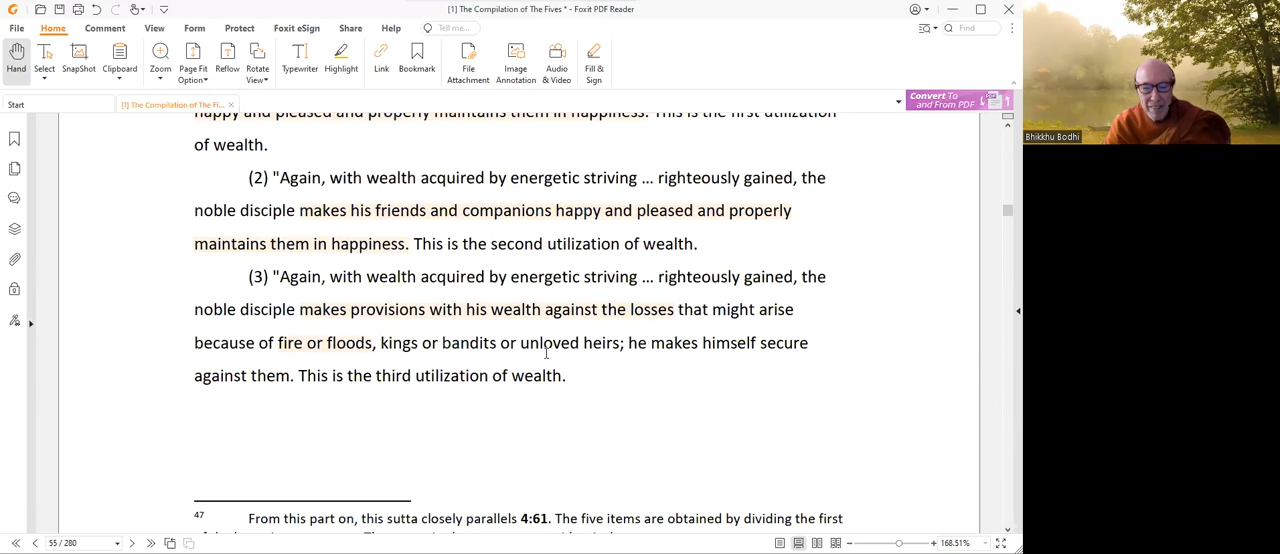 [1] The Compilation of The Fives * - Foxit PDF Reader
File Home Comment View Form Protect Foxit eSign Share Help Tell me... Find
Hand Select SnapShot Clipboard Zoom Page Fit Option Reflow Rotate View Typewriter Highlight Link Bookmark File Attachment Image Annotation Audio & Video Fill & Sign
Start [1] The Compilation of The Fi... Convert To and From PDF
happy and pleased and properly maintains them in happiness. This is the first utilization
of wealth.
(2) "Again, with wealth acquired by energetic striving ... righteously gained, the
noble disciple makes his friends and companions happy and pleased and properly
maintains them in happiness. This is the second utilization of wealth.
(3) "Again, with wealth acquired by energetic striving ... righteously gained, the
noble disciple makes provisions with his wealth against the losses that might arise
because of fire or floods, kings or bandits or unloved heirs; he makes himself secure
against them. This is the third utilization of wealth.
47 From this part on, this sutta closely parallels 4:61. The five items are obtained by dividing the first
55 / 280 168.51%
Bhikkhu Bodhi